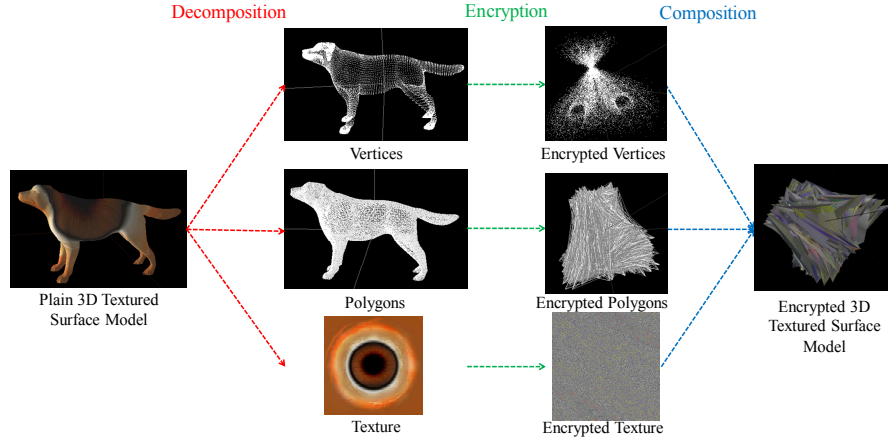 Decomposition
Encryption
Composition
Vertices
Encrypted Vertices
Plain 3D Textured
Surface Model
Polygons
Encrypted Polygons
Encrypted 3D
Textured Surface
Model
Texture
Encrypted Texture